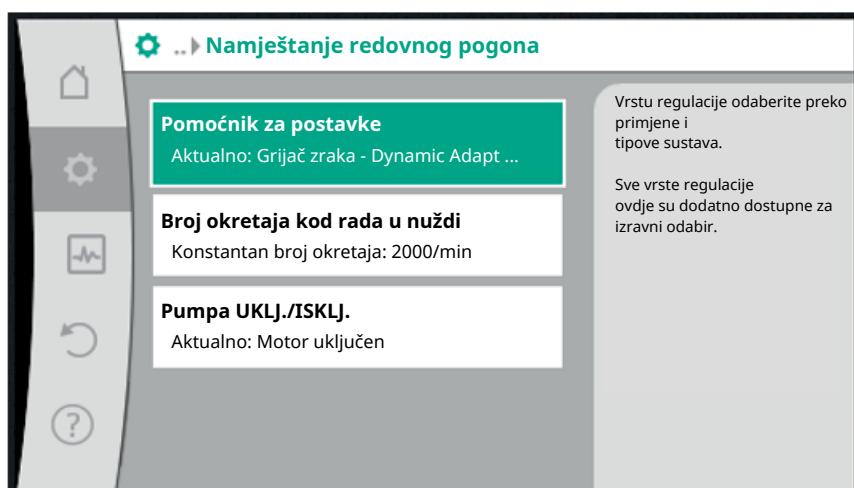 .. Namještanje redovnog pogona
Pomoćnik za postavke
Aktualno: Grijač zraka - Dynamic Adapt ...
Broj okretaja kod rada u nuždi
Konstantan broj okretaja: 2000/min
Pumpa UKLJ./ISKLJ.
Aktualno: Motor uključen
Vrstu regulacije odaberite preko
primjene i
tipove sustava.
Sve vrste regulacije
ovdje su dodatno dostupne za
izravni odabir.
?